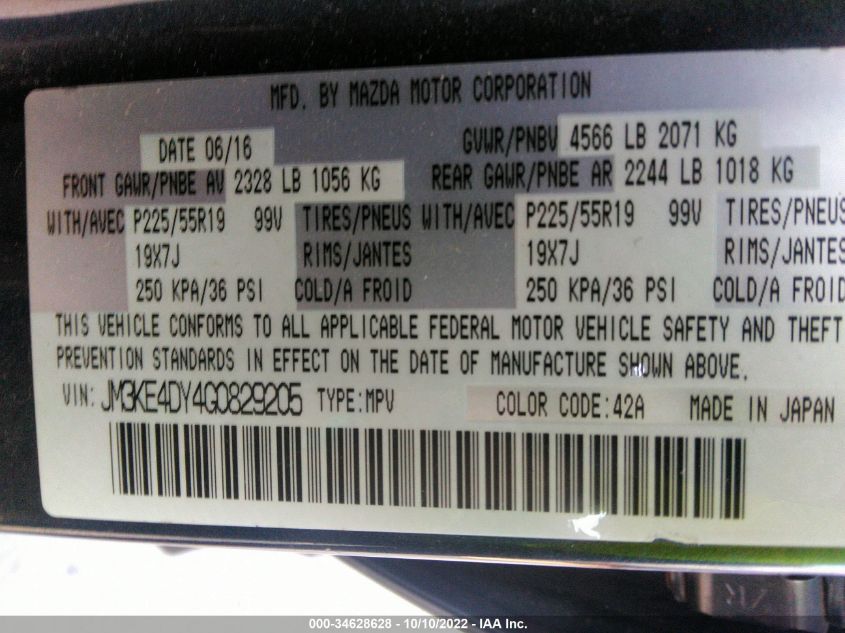 MFD. BY MAZDA MOTOR CORPORATION
DATE 06/16 GVWR/PNBV 4566 LB 2071 KG
FRONT GAWR/PNBE AV 2328 LB 1056 KG REAR GAWR/PNBE AR 2244 LB 1018 KG
WITH/AVEC P225/55R19 99V TIRES/PNEUS WITH/AVEC P225/55R19 99V TIRES/PNEUS
19X7J RIMS/JANTES 19X7J RIMS/JANTES
250 KPA/36 PSI COLD/A FROID 250 KPA/36 PSI COLD/A FROID
THIS VEHICLE CONFORMS TO ALL APPLICABLE FEDERAL MOTOR VEHICLE SAFETY AND THEFT
PREVENTION STANDARDS IN EFFECT ON THE DATE OF MANUFACTURE SHOWN ABOVE.
VIN: JM3KE4DY4G0829205 TYPE:MPV COLOR CODE:42A MADE IN JAPAN
000-34628628 - 10/10/2022 - IAA Inc.